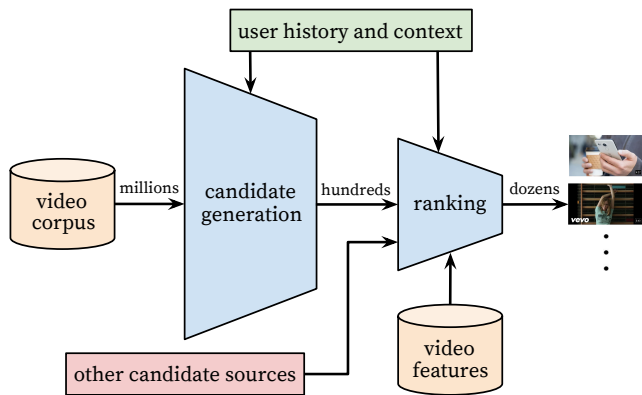 user history and context
video
corpus
millions
candidate
generation
hundreds
ranking
dozens
vevo
other candidate sources
video
features